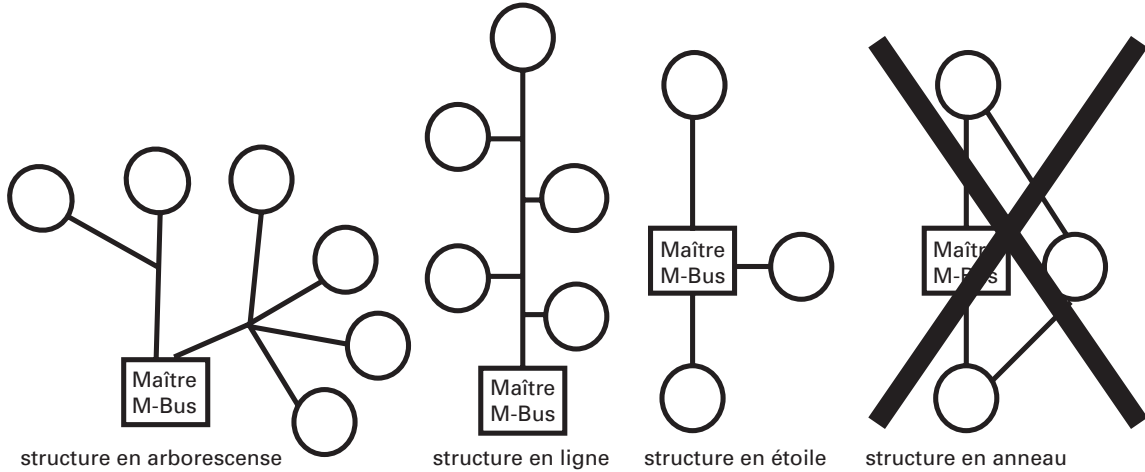 Maître
M-Bus
structure en arborescense
Maître
M-Bus
structure en ligne
Maître
M-Bus
structure en étoile
Maître
M-Bus
structure en anneau